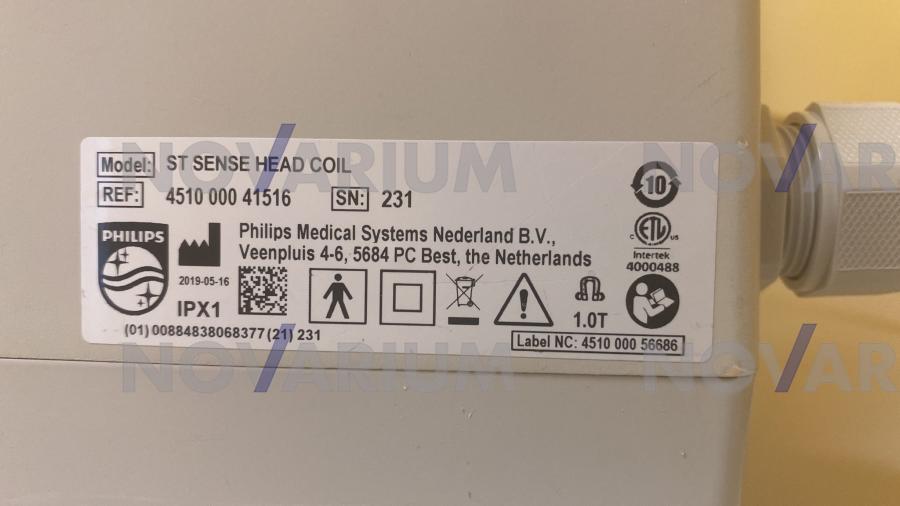 Model: ST SENSE HEAD COIL
REF: 4510 000 41516 SN: 231
PHILIPS
Philips Medical Systems Nederland B.V.,
Veenpluis 4-6, 5684 PC Best, the Netherlands
2019-05-16
IPX1
(01) 00884838068377 (21) 231
10
C ETL US
Intertek
4000488
1.0T
Label NC: 4510 000 56686
NOVARIUM
NOVAR
NOVARIUM
NOVAR